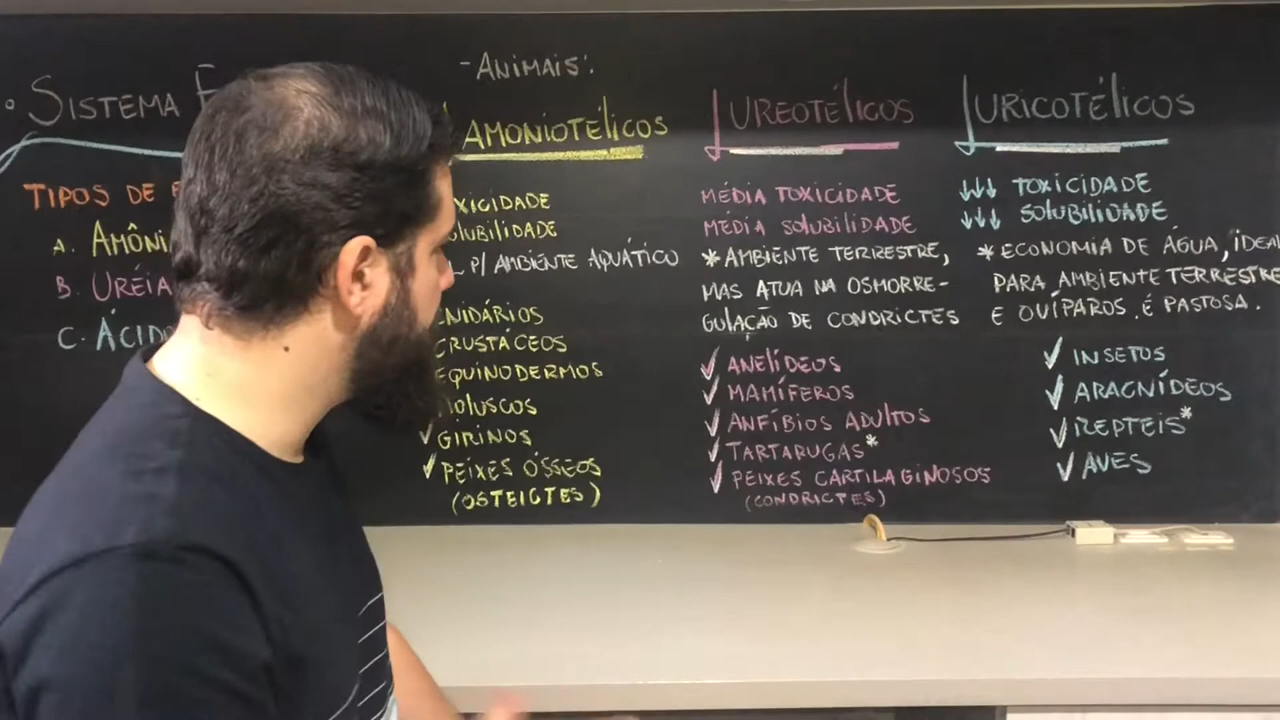 • SISTEMA
TIPOS DE
A. AMÔNI
B. URÉIA
C. ÁCIDO
- ANIMAIS:
AMONIOTÉLICOS
XICIDADE
OLUBILIDADE
P/ AMBIENTE AQUÁTICO
CNIDÁRIOS
CRUSTÁCEOS
EQUINODERMOS
MOLUSCOS
✓ GIRINOS
✓ PEIXES ÓSSEOS
(OSTEICTES)
UREOTÉLICOS
MÉDIA TOXICIDADE
MÉDIA SOLUBILIDADE
* AMBIENTE TERRESTRE,
MAS ATUA NA OSMORRE-
GULAÇÃO DE CONDRICTES
✓ ANELÍDEOS
✓ MAMÍFEROS
✓ ANFÍBIOS ADULTOS
✓ TARTARUGAS*
✓ PEIXES CARTILAGINOSOS
(CONDRICTES)
URICOTÉLICOS
↓↓↓ TOXICIDADE
↓↓↓ SOLUBILIDADE
* ECONOMIA DE ÁGUA, IDEAL
PARA AMBIENTE TERRESTRE
E OVÍPAROS. É PASTOSA.
✓ INSETOS
✓ ARACNÍDEOS
✓ REPTEIS*
✓ AVES